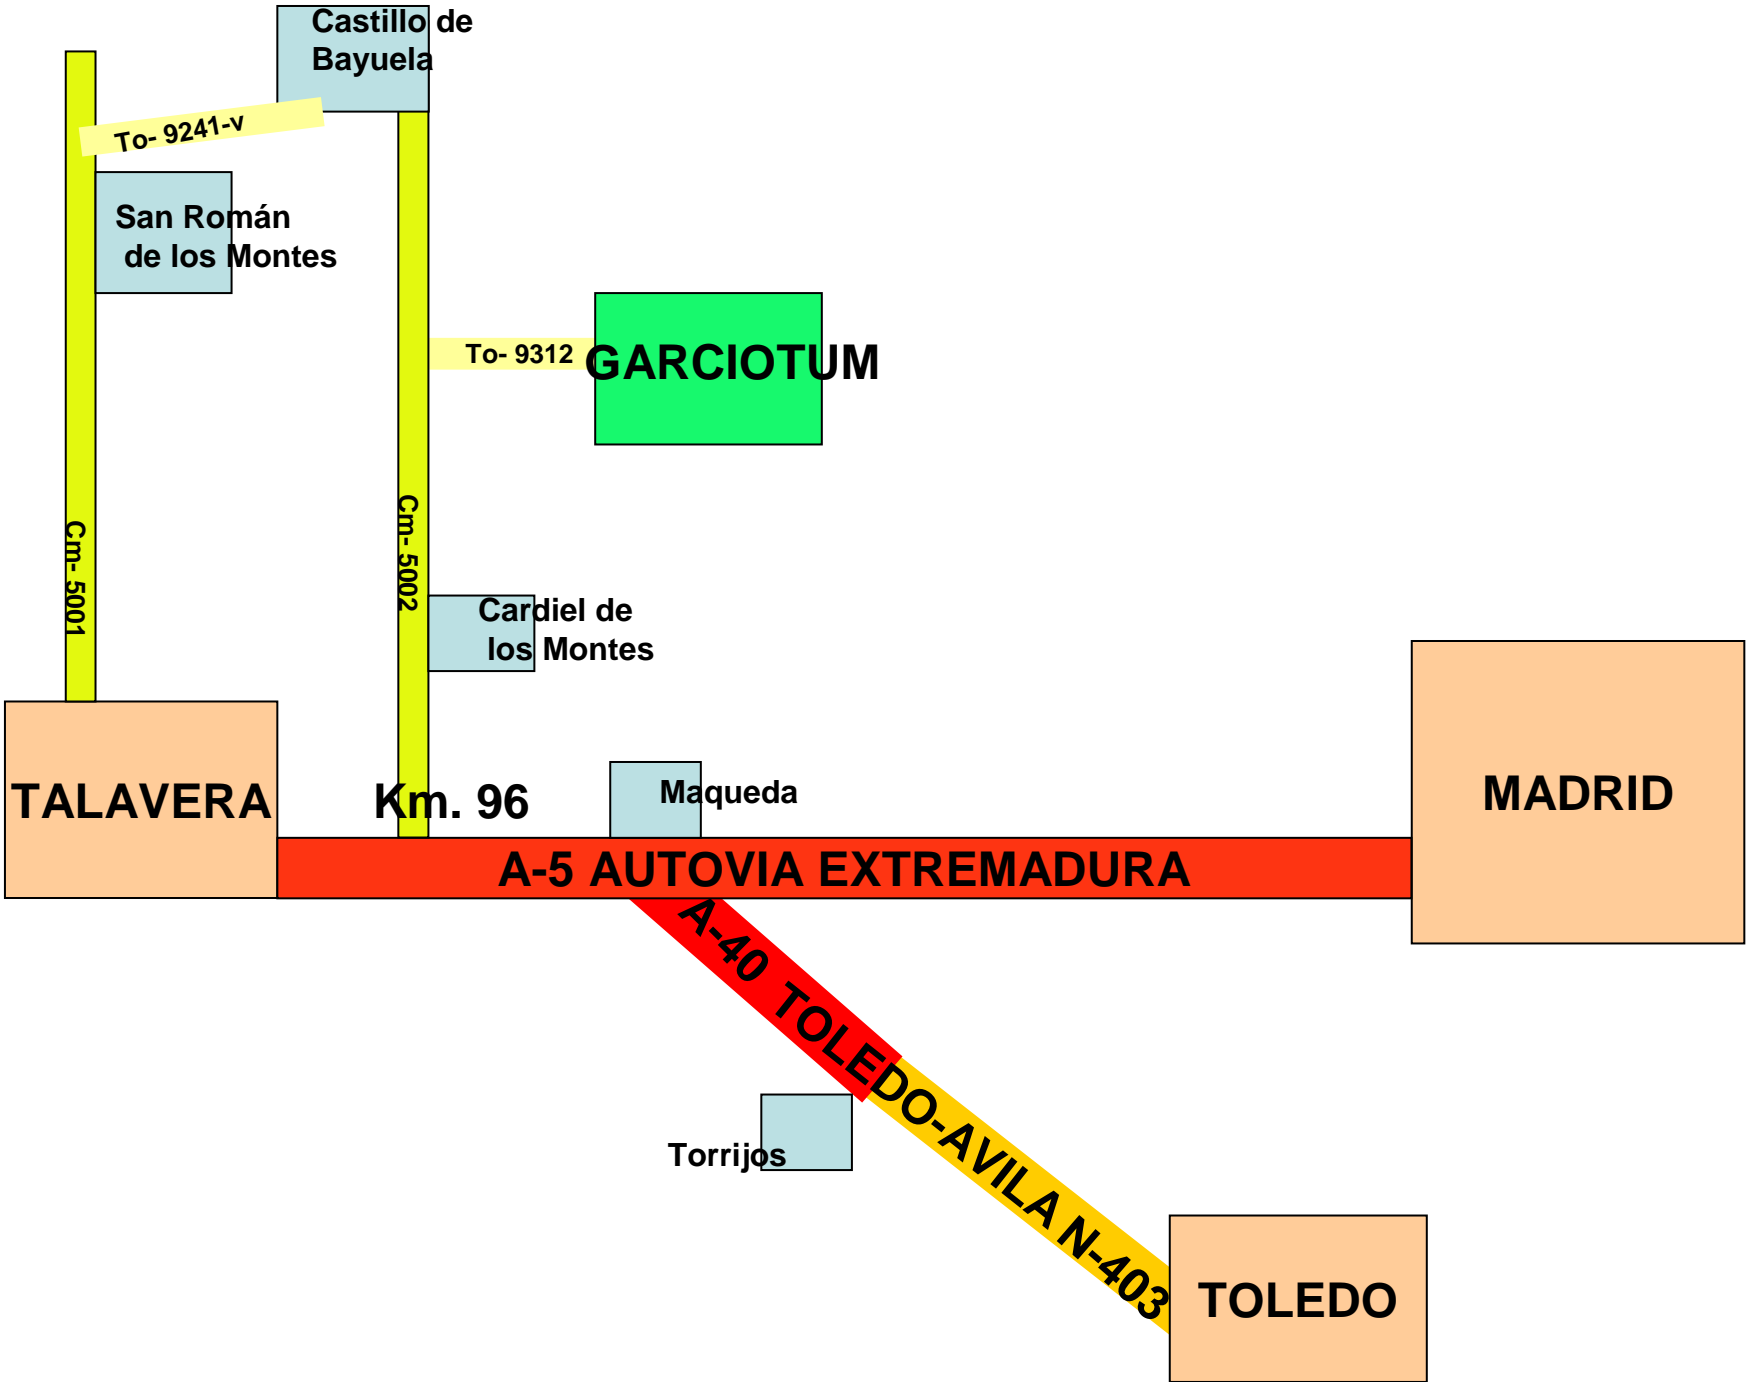 Castillo de
Bayuela
To- 9241-v
San Román
de los Montes
To- 9312
GARCIOTUM
Cm- 5001
Cm- 5002
Cardiel de
los Montes
TALAVERA
Km. 96
Maqueda
MADRID
A-5 AUTOVIA EXTREMADURA
A-40 TOLEDO-AVILA N-403
Torrijos
TOLEDO